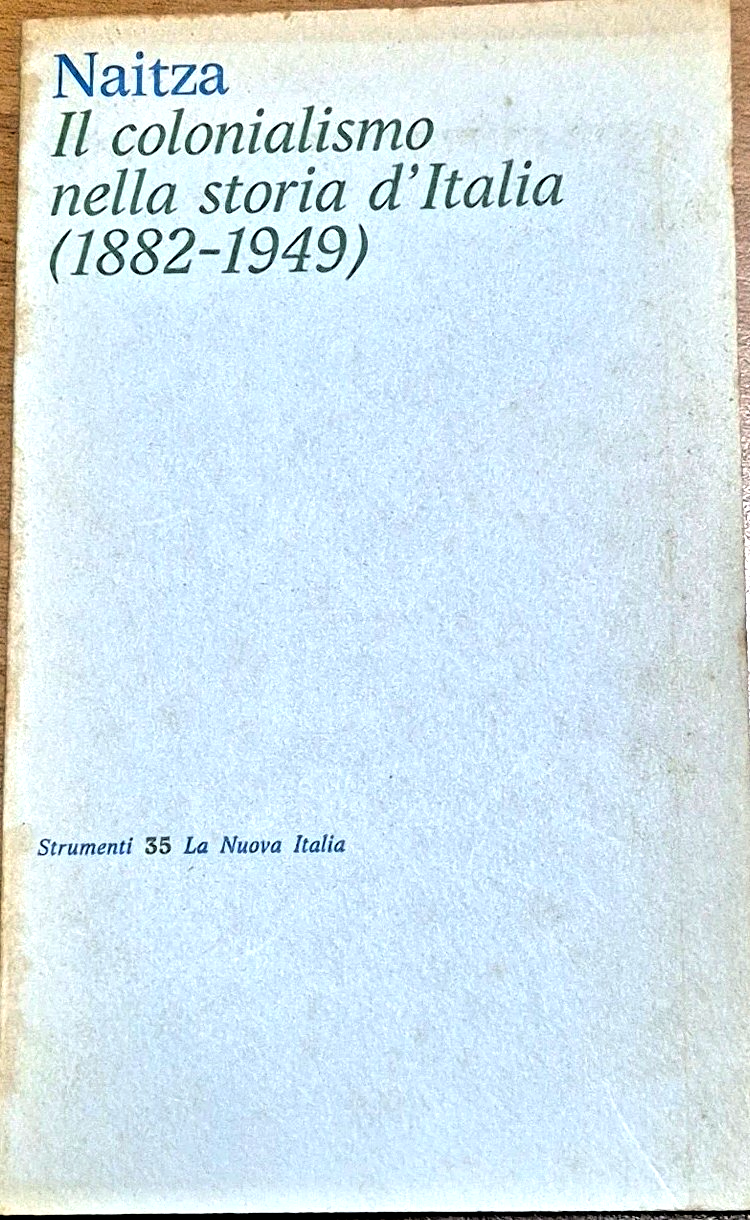 Naitza
Il colonialismo
nella storia d'Italia
(1882-1949)
Strumenti 35 La Nuova Italia